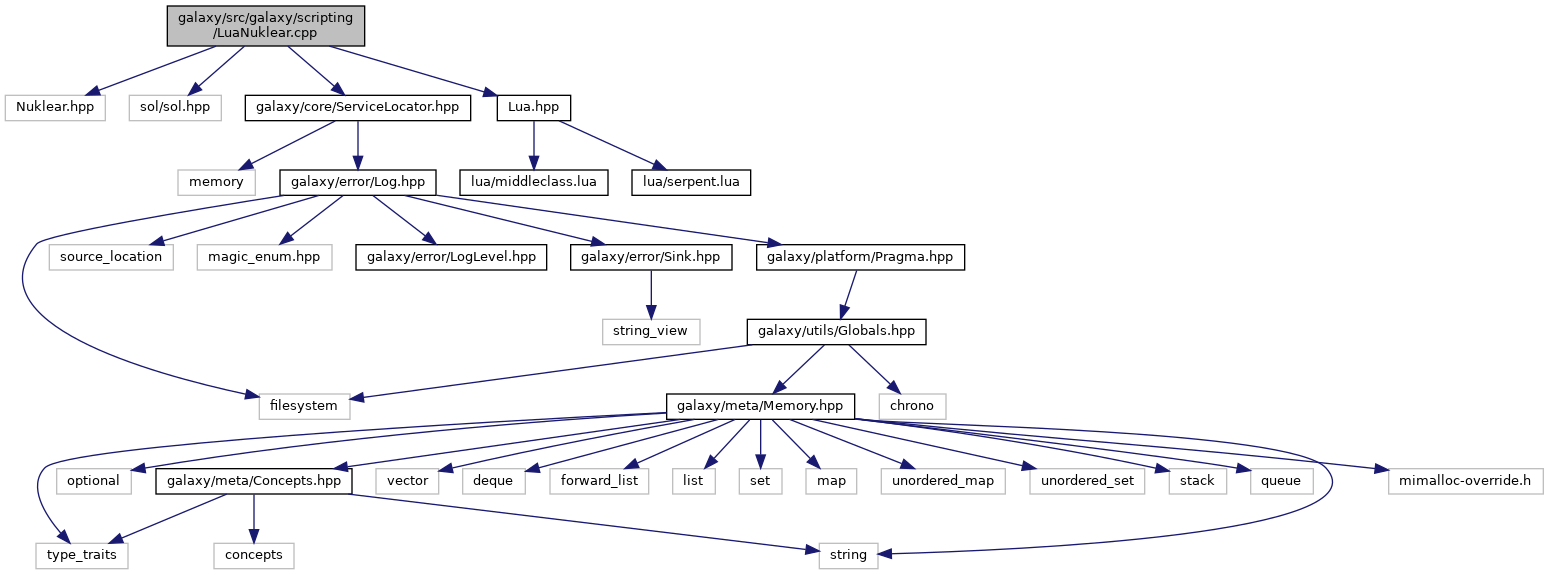 galaxy/src/galaxy/scripting
/LuaNuklear.cpp
Nuklear.hpp
sol/sol.hpp
galaxy/core/ServiceLocator.hpp
Lua.hpp
memory
galaxy/error/Log.hpp
lua/middleclass.lua
lua/serpent.lua
source_location
magic_enum.hpp
galaxy/error/LogLevel.hpp
galaxy/error/Sink.hpp
galaxy/platform/Pragma.hpp
string_view
galaxy/utils/Globals.hpp
filesystem
galaxy/meta/Memory.hpp
chrono
optional
galaxy/meta/Concepts.hpp
vector
deque
forward_list
list
set
map
unordered_map
unordered_set
stack
queue
mimalloc-override.h
type_traits
concepts
string